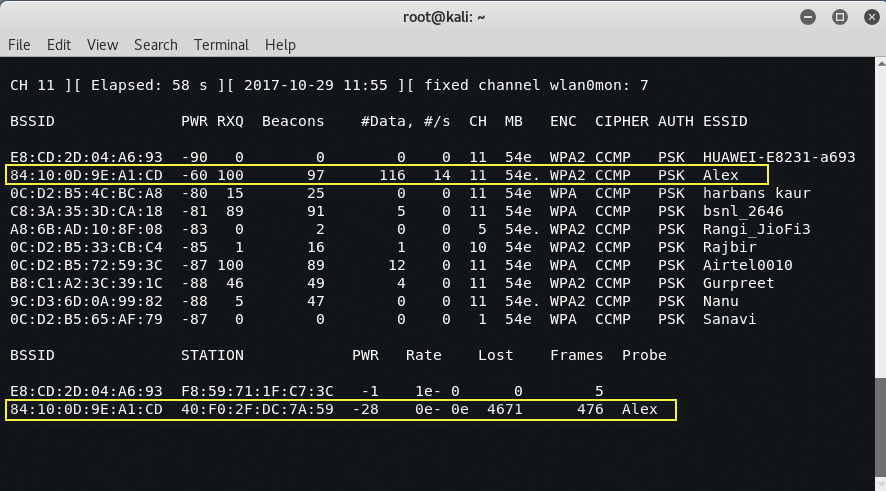 root@kali: ~
File Edit View Search Terminal Help
CH 11 ][ Elapsed: 58 s ][ 2017-10-29 11:55 ][ fixed channel wlan0mon: 7
BSSID PWR RXQ Beacons #Data, #/s CH MB ENC CIPHER AUTH ESSID
E8:CD:2D:04:A6:93 -90 0 0 0 0 11 54e WPA2 CCMP PSK HUAWEI-E8231-a693
84:10:0D:9E:A1:CD -60 100 97 116 14 11 54e. WPA2 CCMP PSK Alex
0C:D2:B5:4C:BC:A8 -80 15 25 0 0 11 54e WPA CCMP PSK harbans kaur
C8:3A:35:3D:CA:18 -81 89 91 5 0 11 54e WPA CCMP PSK bsnl_2646
A8:6B:AD:10:8F:08 -83 0 2 0 0 5 54e. WPA2 CCMP PSK Rangi_JioFi3
0C:D2:B5:33:CB:C4 -85 1 16 1 0 10 54e WPA2 CCMP PSK Rajbir
0C:D2:B5:72:59:3C -87 100 89 12 0 11 54e WPA CCMP PSK Airtel0010
B8:C1:A2:3C:39:1C -88 46 49 4 0 11 54e WPA2 CCMP PSK Gurpreet
9C:D3:6D:0A:99:82 -88 5 47 0 0 11 54e. WPA2 CCMP PSK Nanu
0C:D2:B5:65:AF:79 -87 0 0 0 0 1 54e WPA CCMP PSK Sanavi
BSSID STATION PWR Rate Lost Frames Probe
E8:CD:2D:04:A6:93 F8:59:71:1F:C7:3C -1 1e- 0 0 5
84:10:0D:9E:A1:CD 40:F0:2F:DC:7A:59 -28 0e- 0e 4671 476 Alex